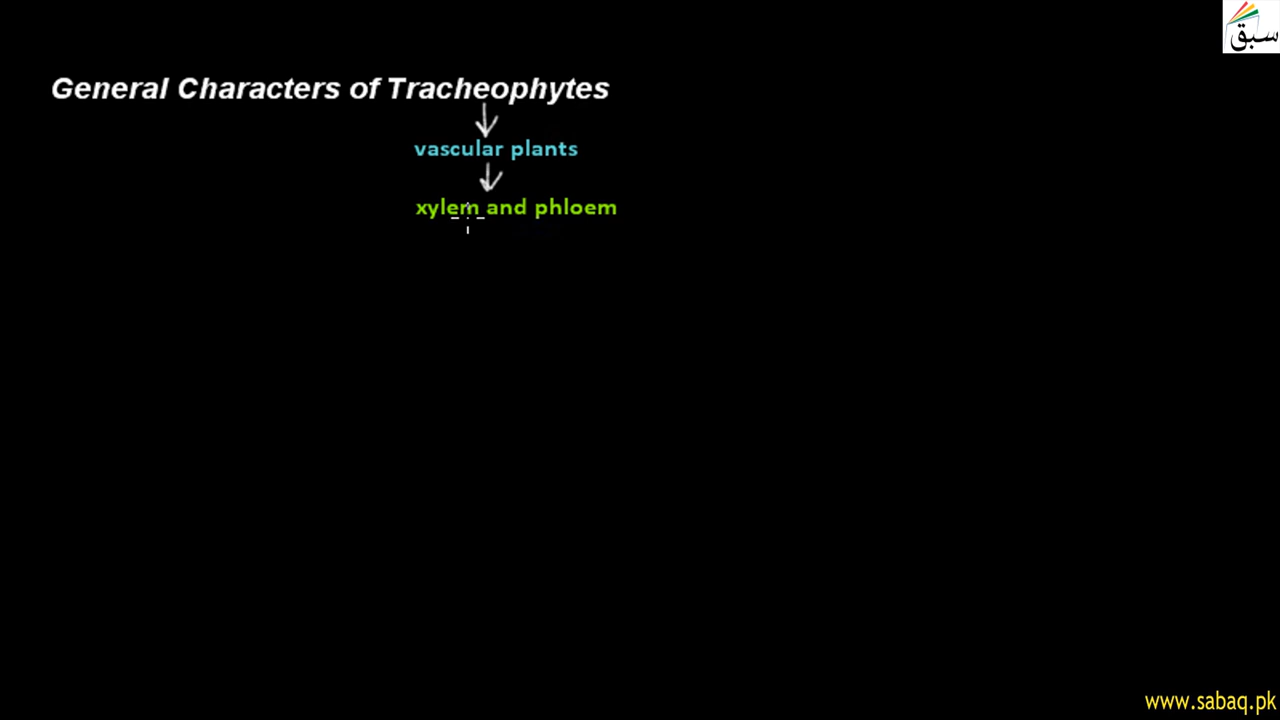 سبق
General Characters of Tracheophytes
vascular plants
xylem and phloem
www.sabaq.pk